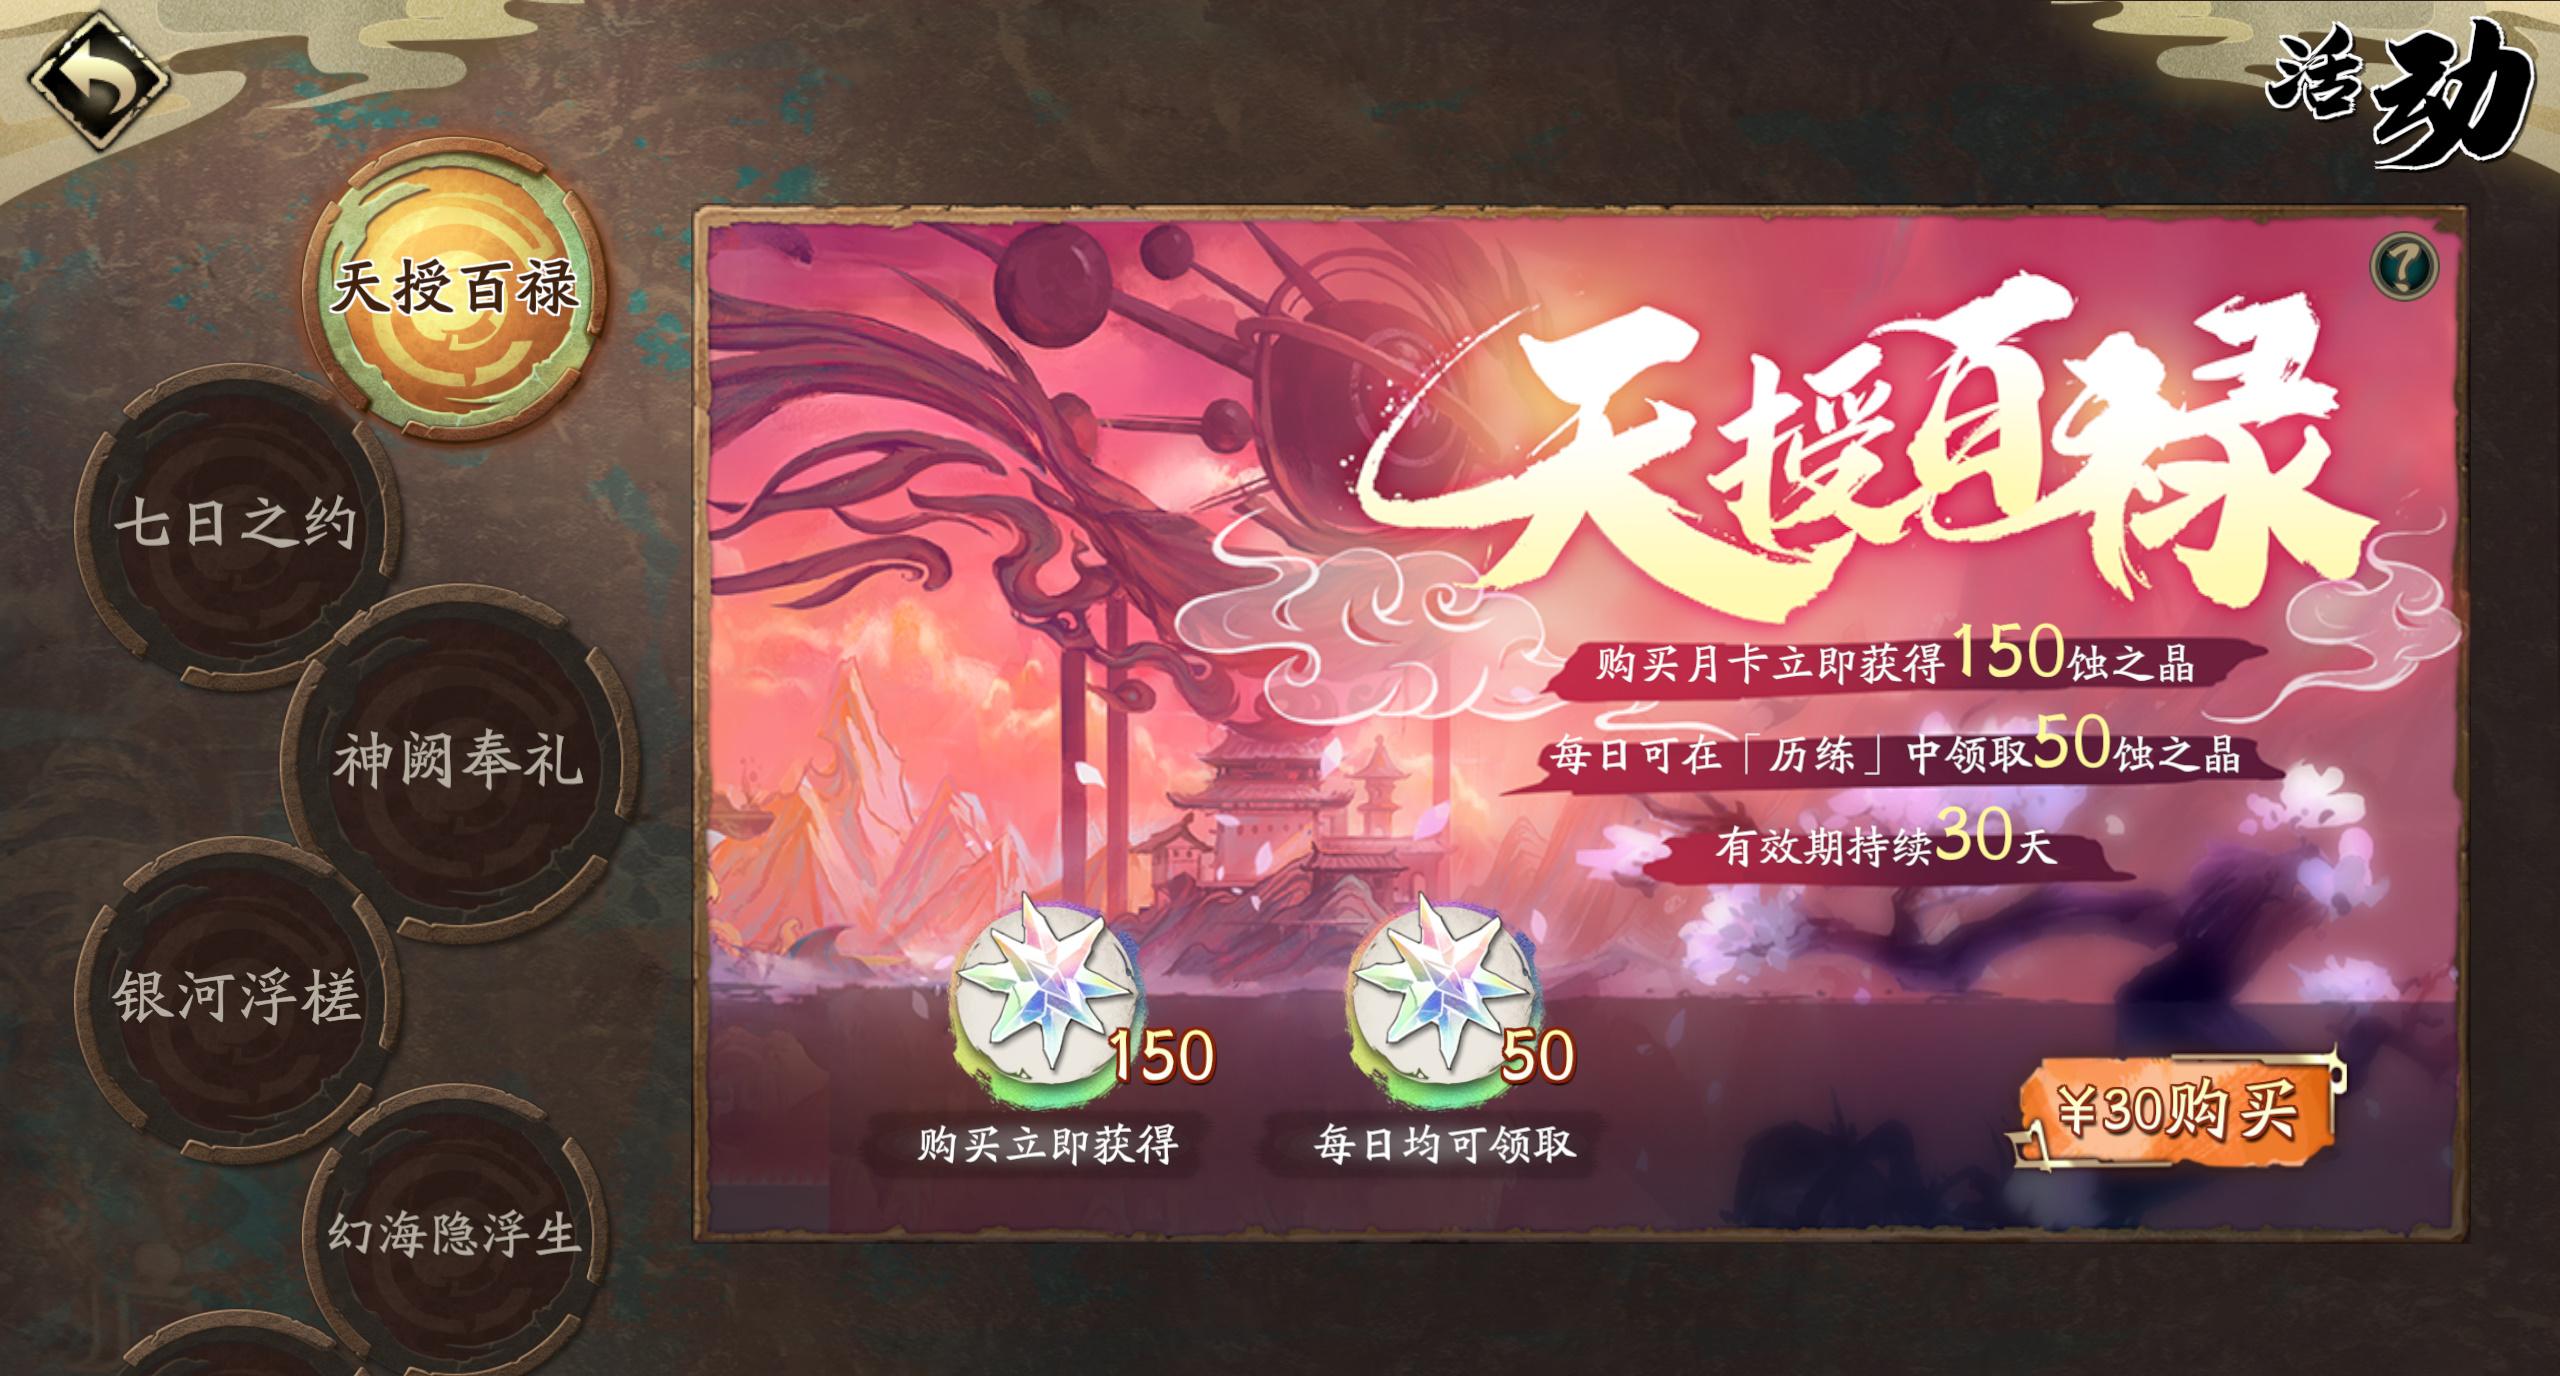 活动
天授百禄
七日之约
神阙奉礼
银河浮槎
幻海隐浮生
天授百禄
?
购买月卡立即获得150蚀之晶
每日可在「历练」中领取50蚀之晶
有效期持续30天
150
50
购买立即获得
每日均可领取
¥30购买